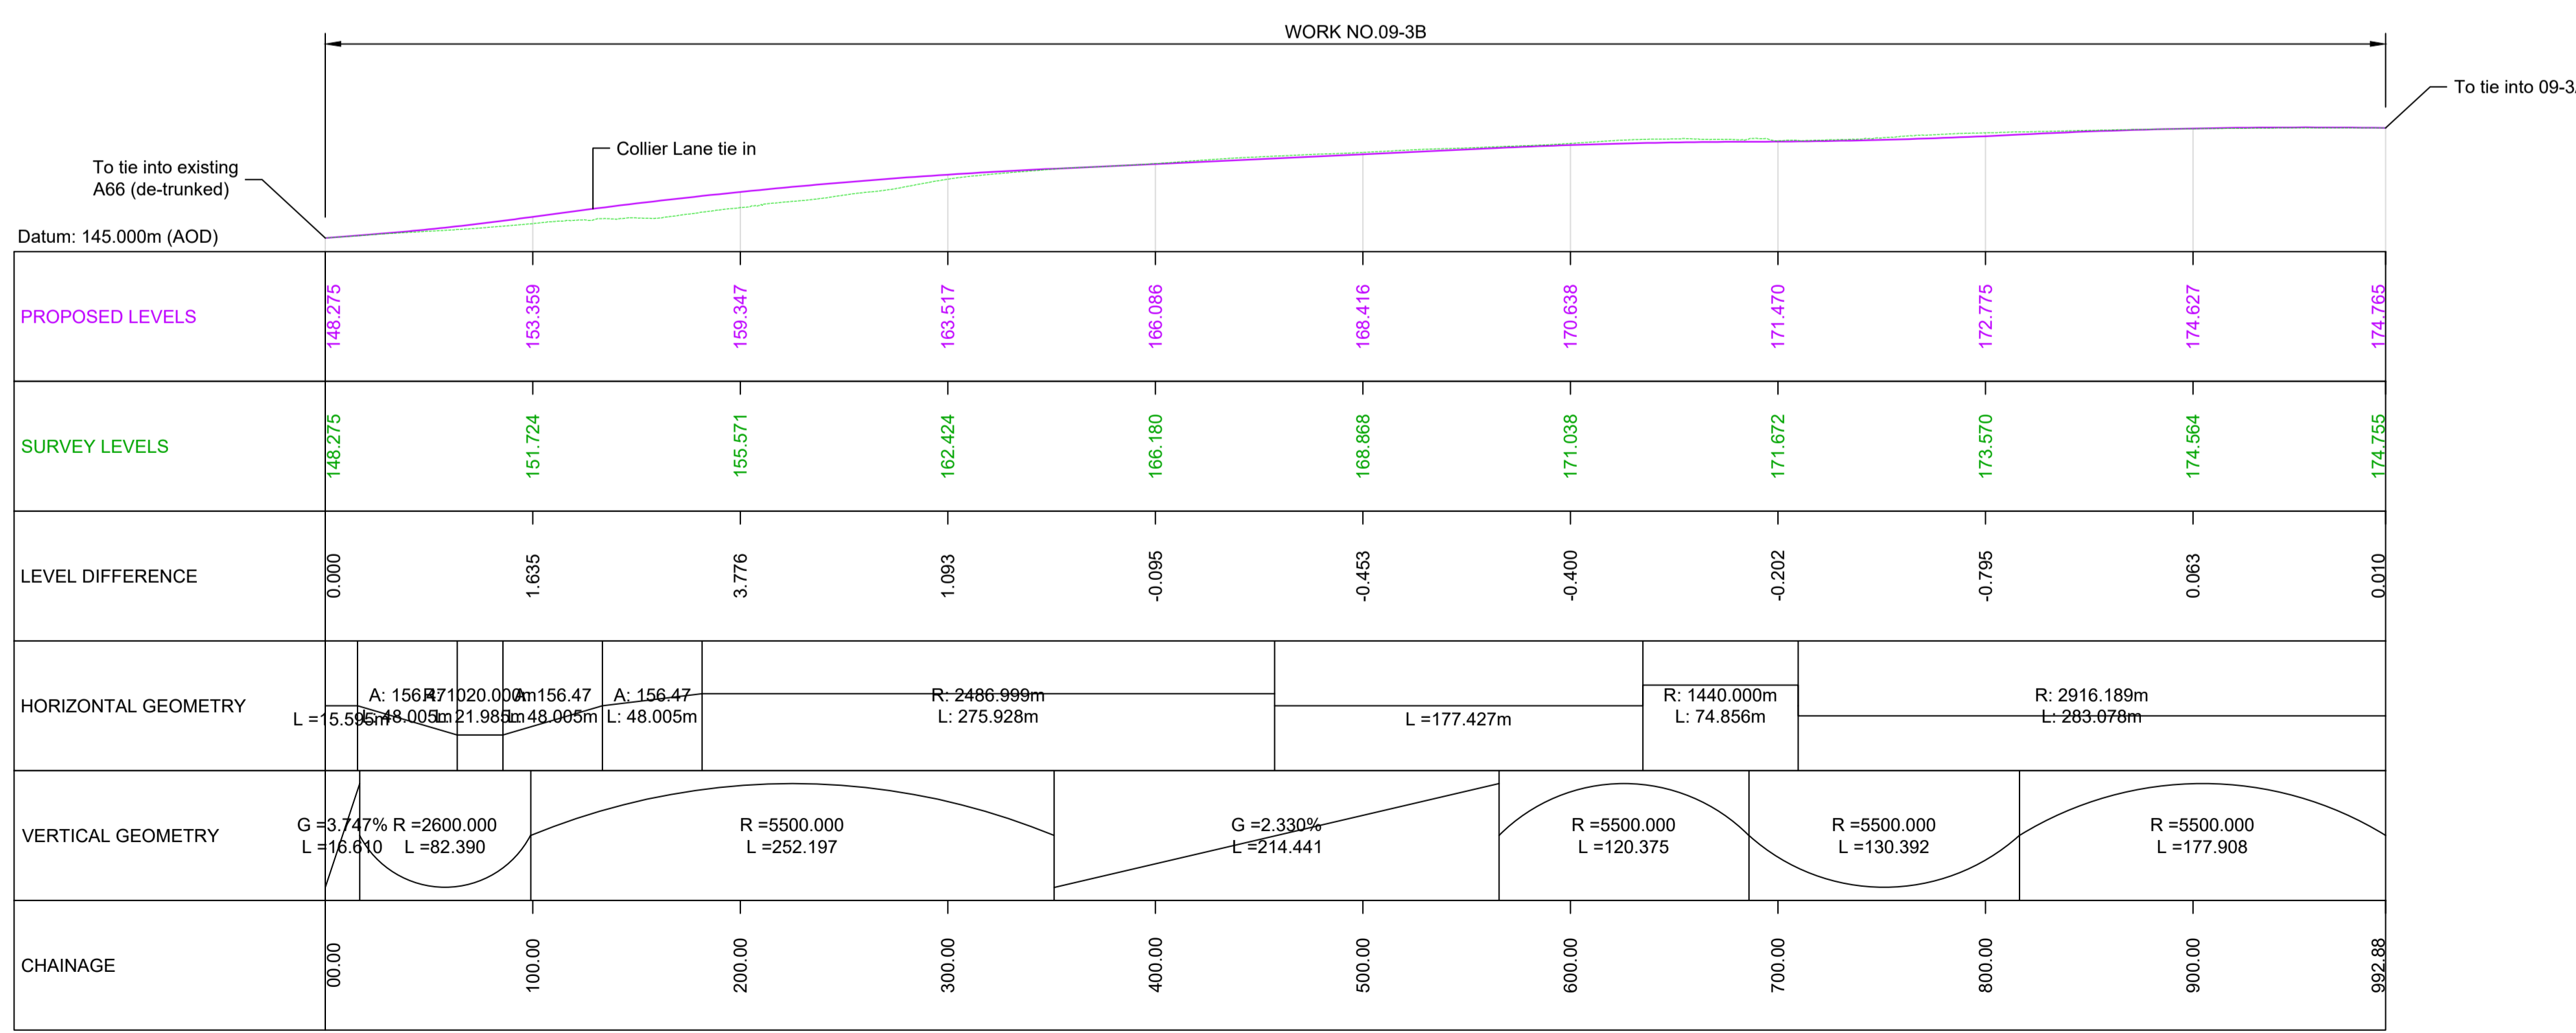 WORK NO.09-3B
To tie into 09-3
Collier Lane tie in
To tie into existing
A66 (de-trunked)
Datum: 145.000m (AOD)
PROPOSED LEVELS
148.275
153.359
159.347
163.517
166.086
168.416
170.638
171.470
172.775
174.627
174.765
SURVEY LEVELS
148.275
151.724
155.571
162.424
166.180
168.868
171.038
171.672
173.570
174.564
174.755
LEVEL DIFFERENCE
0.000
1.635
3.776
1.093
-0.095
-0.453
-0.400
-0.202
-0.795
0.063
0.010
HORIZONTAL GEOMETRY
L =15.595m
A: 156.47
L: 48.005m
R: 1020.000m
L: 21.985m
A: 156.47
L: 48.005m
A: 156.47
L: 48.005m
R: 2486.999m
L: 275.928m
L =177.427m
R: 1440.000m
L: 74.856m
R: 2916.189m
L: 283.078m
VERTICAL GEOMETRY
G =3.747%
L =16.610
R =2600.000
L =82.390
R =5500.000
L =252.197
G =2.330%
L =214.441
R =5500.000
L =120.375
R =5500.000
L =130.392
R =5500.000
L =177.908
CHAINAGE
00.00
100.00
200.00
300.00
400.00
500.00
600.00
700.00
800.00
900.00
992.88